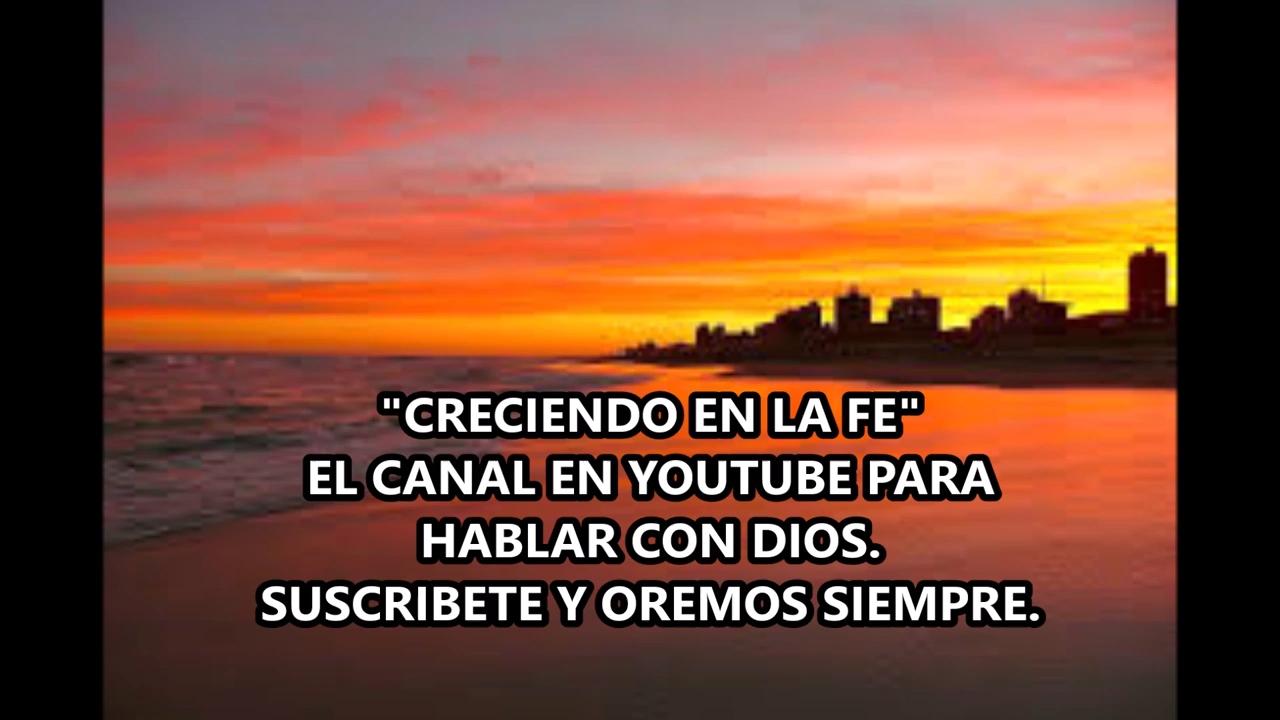 "CRECIENDO EN LA FE"
EL CANAL EN YOUTUBE PARA
HABLAR CON DIOS.
SUSCRIBETE Y OREMOS SIEMPRE.